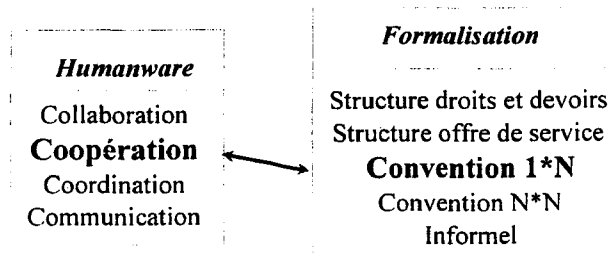 Humanware
Collaboration
Coopération
Coordination
Communication
Formalisation
Structure droits et devoirs
Structure offre de service
Convention 1*N
Convention N*N
Informel